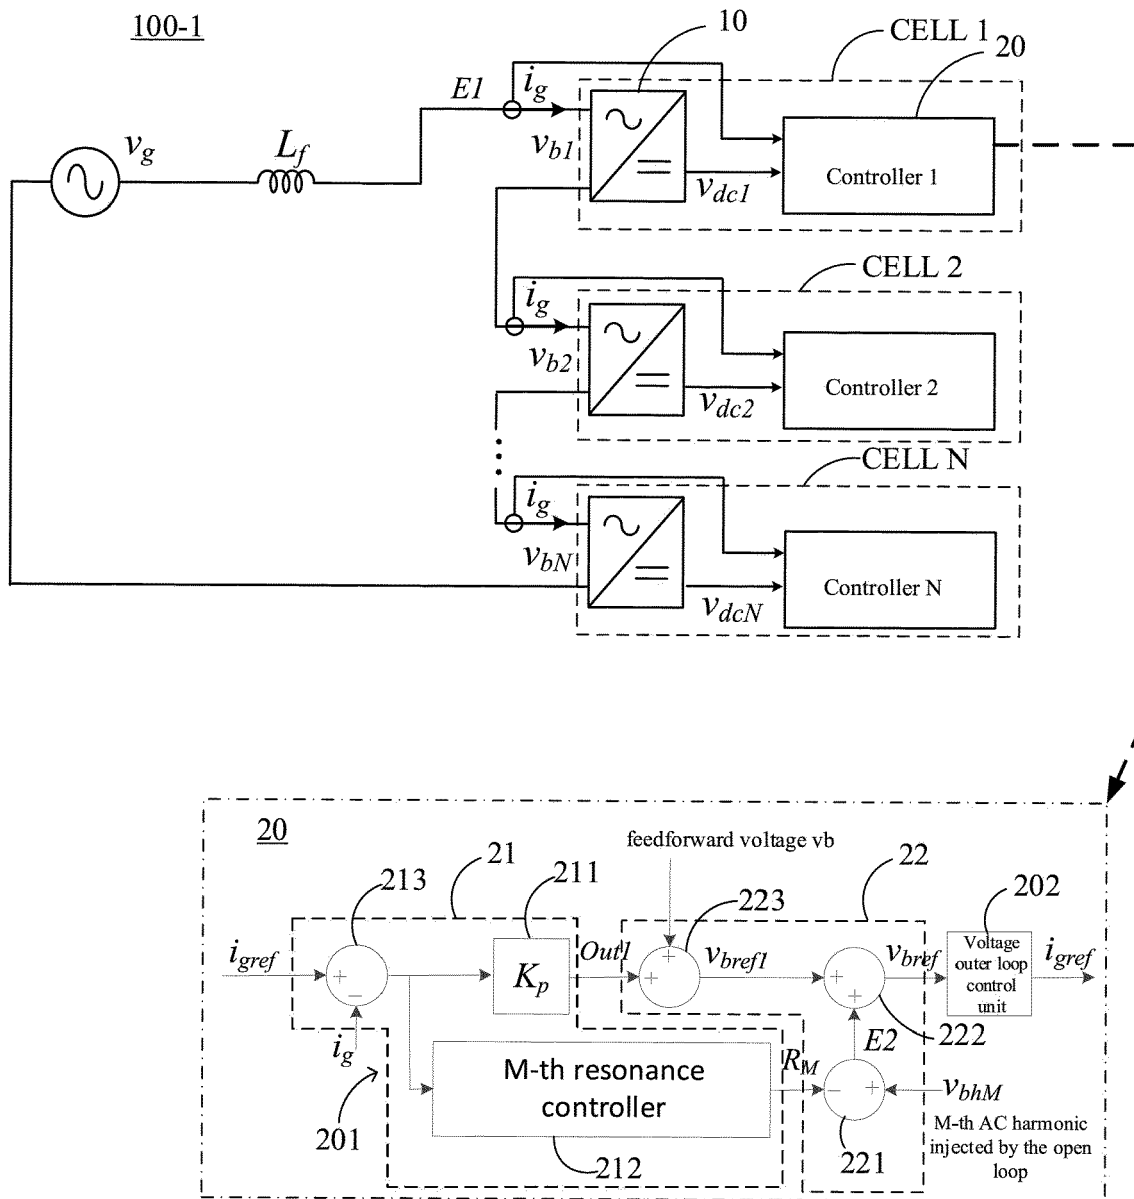 100-1
10
CELL 1
20
E1
i_g
v_g
L_f
v_b1
v_dc1
Controller 1
CELL 2
i_g
v_b2
v_dc2
Controller 2
CELL N
i_g
v_bN
v_dcN
Controller N
20
21
213
211
feedforward voltage vb
22
223
202
i_gref
+
−
K_p
Out1
+
+
v_bref1
+
+
v_bref
Voltage
outer loop
control
unit
i_gref
i_g
222
E2
201
M-th resonance
controller
R_M
−
+
v_bhM
212
221
M-th AC harmonic
injected by the open
loop